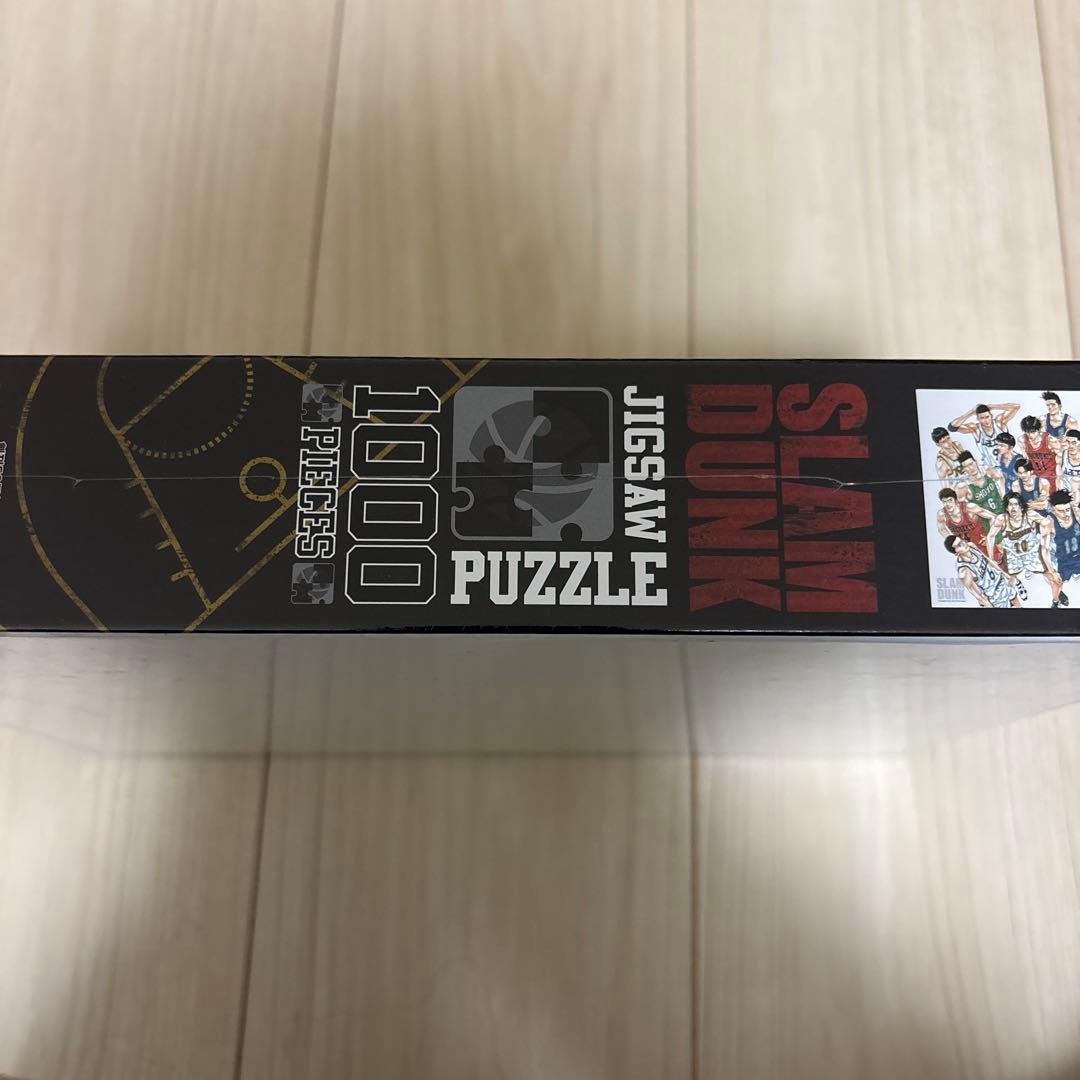 SLAM
DUNK
JIGSAW
PUZZLE
1000
PIECES
SLAM
DUNK